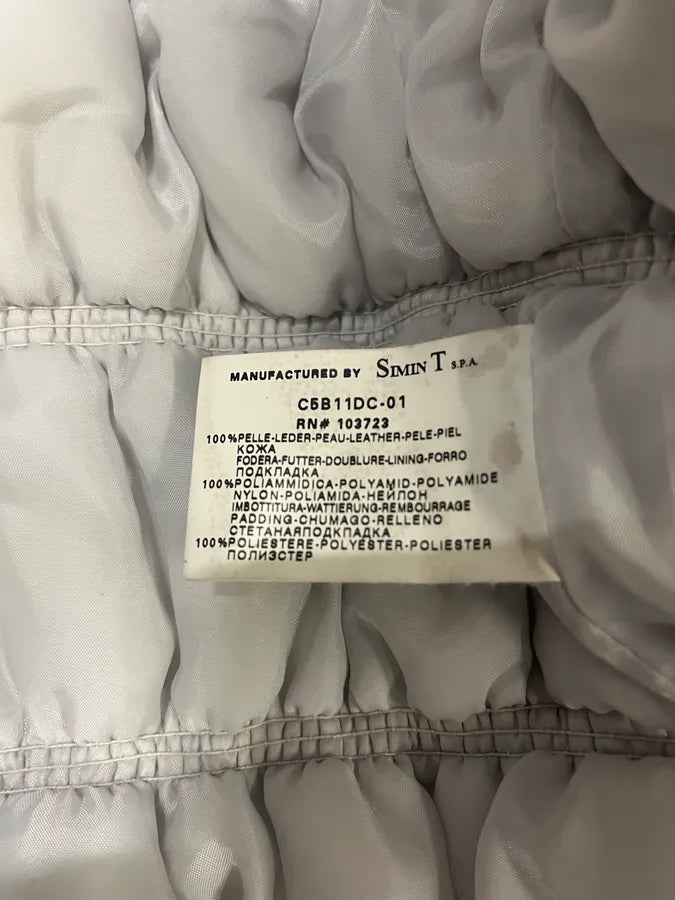 MANUFACTURED BY SIMIN T S.P.A.
C5B11DC-01
RN# 103723
100%PELLE-LEDER-PEAU-LEATHER-PELE-PIEL
КОЖА
FODERA-FUTTER-DOUBLURE-LINING-FORRO
ПОДКЛАДКА
100%POLIAMMIDICA-POLYAMID-POLYAMIDE
NYLON-POLIAMIDA-НЕЙЛОН
IMBOTTITURA-WATTIERUNG-REMBOURRAGE
PADDING-CHUMAGO-RELLENO
СТЕТАНАЯПОДКПАДКА
100%POLIESTERE-POLYESTER-POLIESTER
ПОЛИЭСТЕР